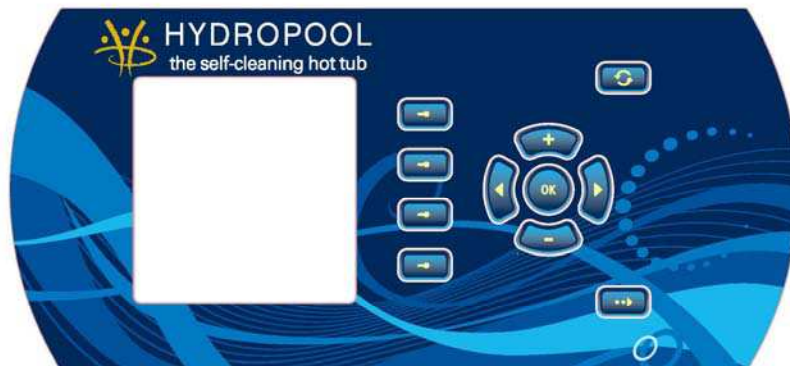 HYDROPOOL
the self-cleaning hot tub
+
OK
-